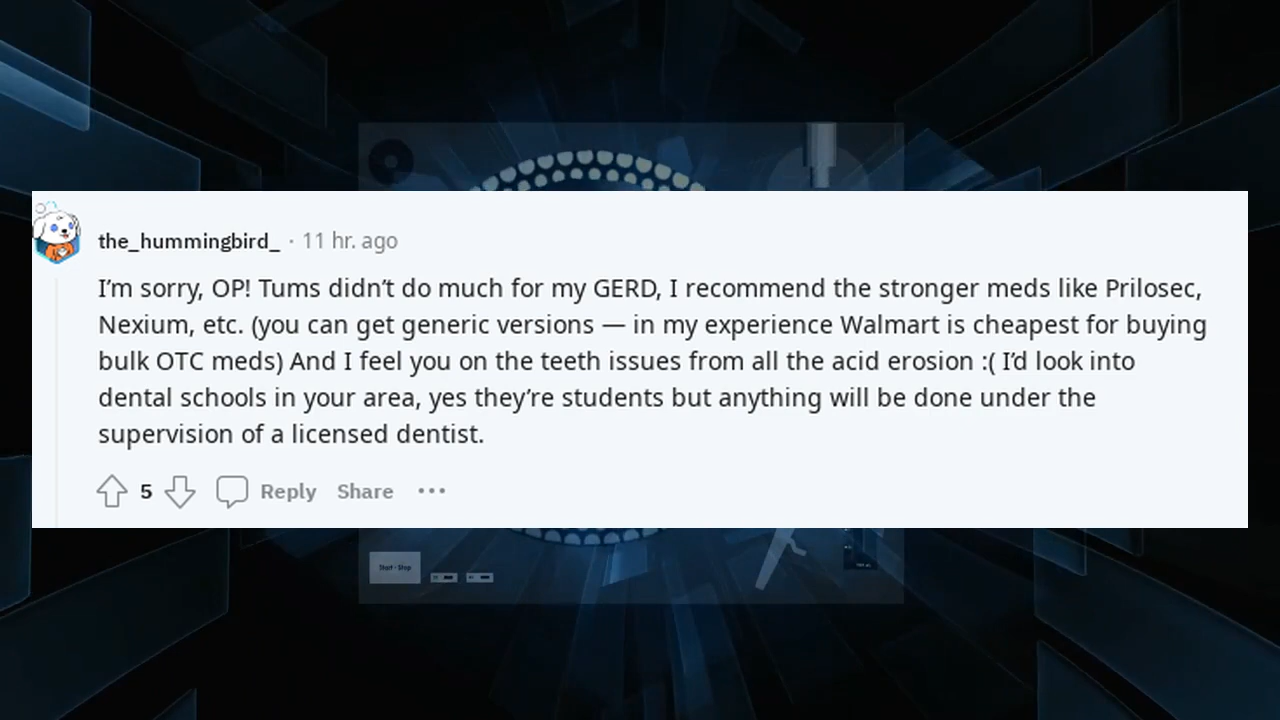 the_hummingbird_ · 11 hr. ago
I’m sorry, OP! Tums didn’t do much for my GERD, I recommend the stronger meds like Prilosec,
Nexium, etc. (you can get generic versions — in my experience Walmart is cheapest for buying
bulk OTC meds) And I feel you on the teeth issues from all the acid erosion :( I’d look into
dental schools in your area, yes they’re students but anything will be done under the
supervision of a licensed dentist.
5 Reply Share •••
Start · Stop